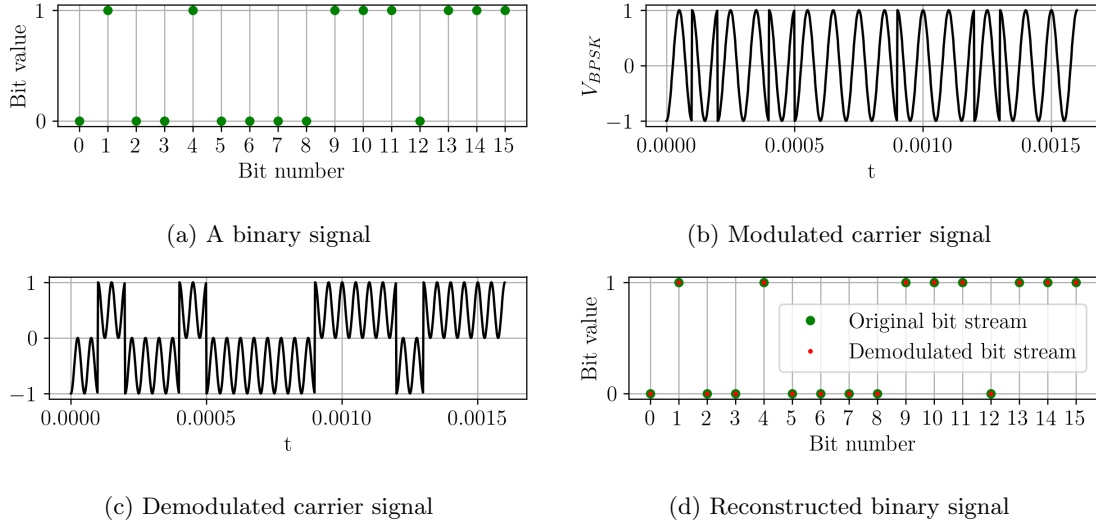 1
0
Bit value
0 1 2 3 4 5 6 7 8 9 10 11 12 13 14 15
Bit number
(a) A binary signal
1
0
−1
V_BPSK
0.0000 0.0005 0.0010 0.0015
t
(b) Modulated carrier signal
1
0
−1
0.0000 0.0005 0.0010 0.0015
t
(c) Demodulated carrier signal
1
0
Bit value
Original bit stream
Demodulated bit stream
0 1 2 3 4 5 6 7 8 9 10 11 12 13 14 15
Bit number
(d) Reconstructed binary signal